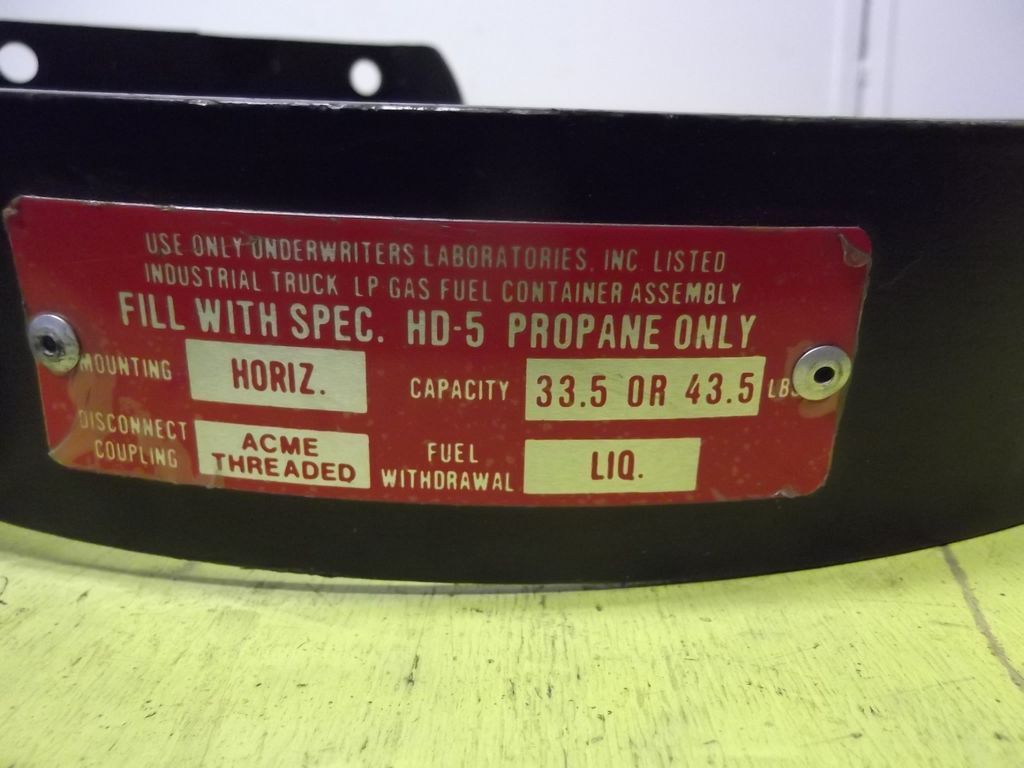 USE ONLY UNDERWRITERS LABORATORIES, INC. LISTED
INDUSTRIAL TRUCK LP GAS FUEL CONTAINER ASSEMBLY
FILL WITH SPEC. HD-5 PROPANE ONLY
MOUNTING HORIZ. CAPACITY 33.5 OR 43.5 LBS
DISCONNECT COUPLING ACME THREADED FUEL WITHDRAWAL LIQ.